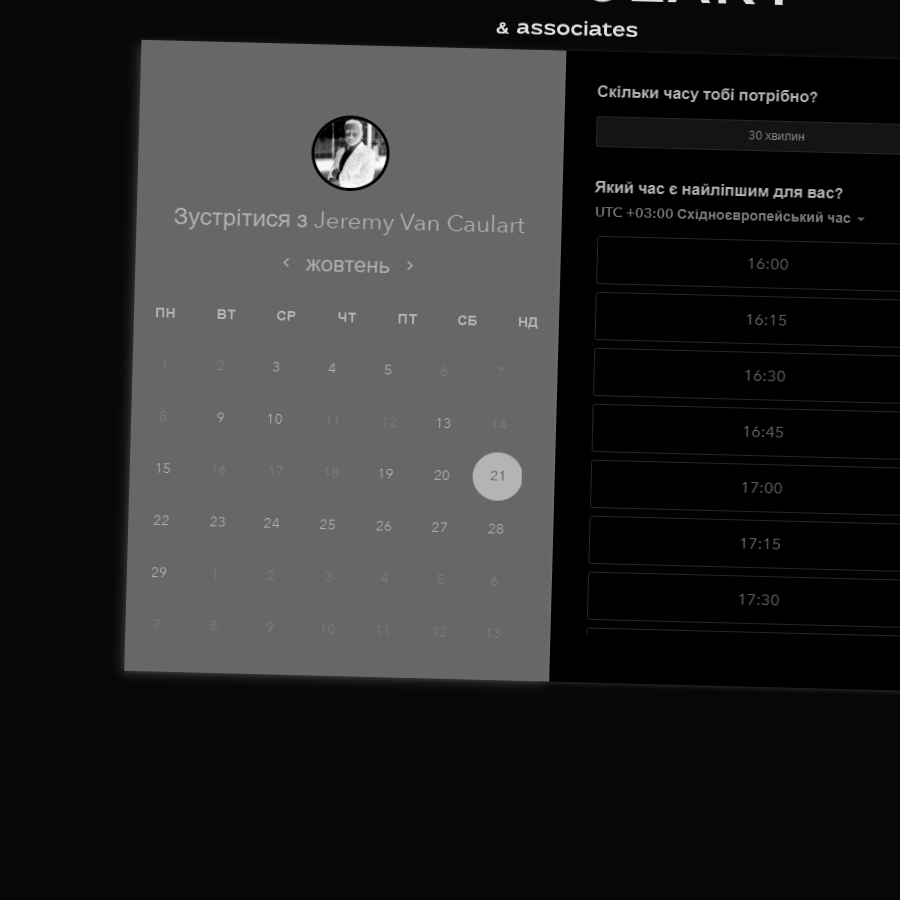 & associates
Зустрітися з Jeremy Van Caulart
жовтень
ПН ВТ СР ЧТ ПТ СБ НД
1 2 3 4 5 6 7
8 9 10 11 12 13 14
15 16 17 18 19 20 21
22 23 24 25 26 27 28
29 1 2 3 4 5 6
7 8 9 10 11 12 13
Скільки часу тобі потрібно?
30 хвилин
Який час є найліпшим для вас?
UTC +03:00 Східноєвропейський час
16:00
16:15
16:30
16:45
17:00
17:15
17:30